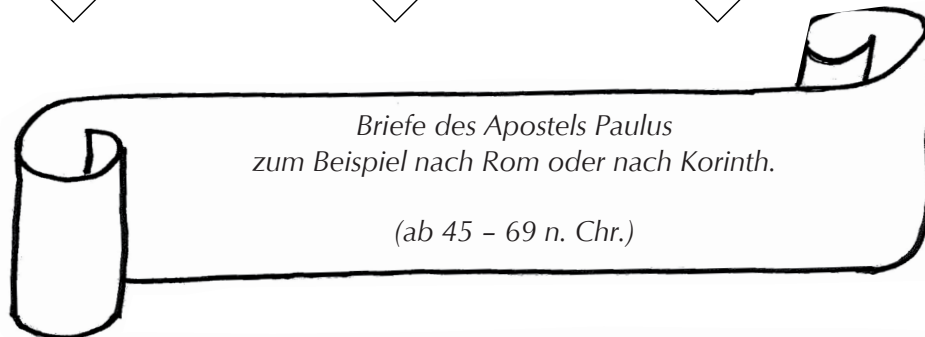 Briefe des Apostels Paulus
zum Beispiel nach Rom oder nach Korinth.
(ab 45 – 69 n. Chr.)